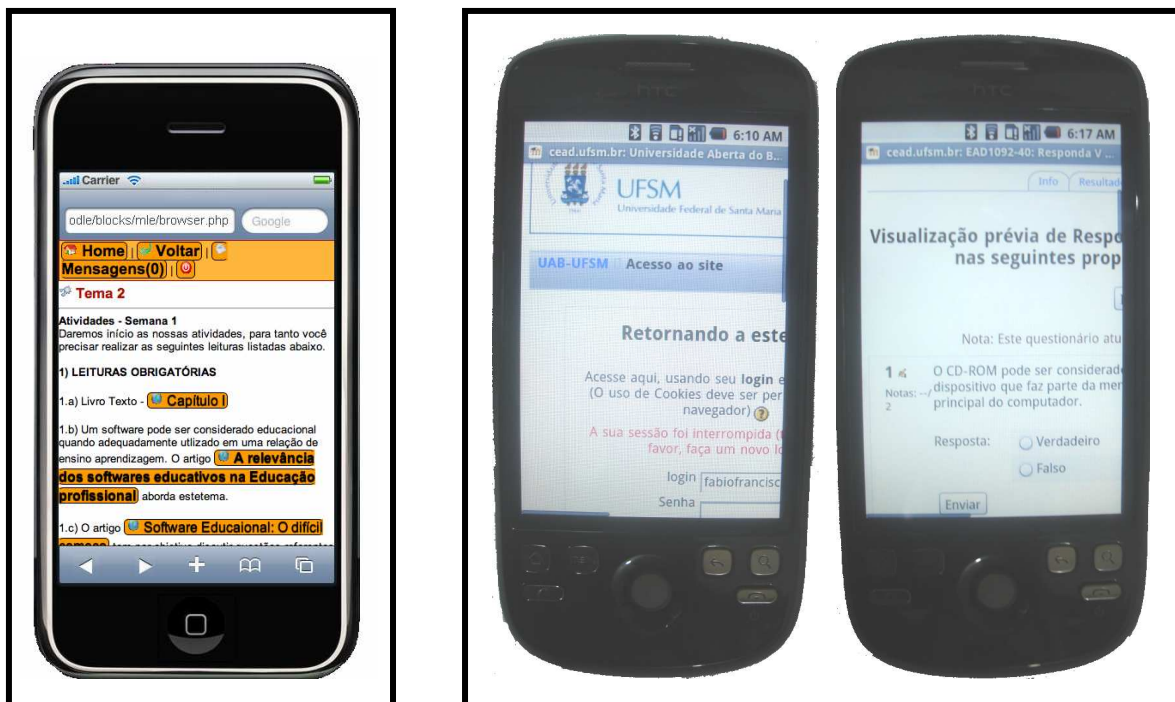 Carrier
odle/blocks/mle/browser.php
Google
Home | Voltar |
Mensagens(0) |
Tema 2
Atividades - Semana 1
Daremos início as nossas atividades, para tanto você
precisar realizar as seguintes leituras listadas abaixo.
1) LEITURAS OBRIGATÓRIAS
1.a) Livro Texto - Capítulo I
1.b) Um software pode ser considerado educacional
quando adequadamente utlizado em uma relação de
ensino aprendizagem. O artigo A relevância
dos softwares educativos na Educação
profissional aborda estetema.
1.c) O artigo Software Educaional: O difícil
hTC
6:10 AM
cead.ufsm.br: Universidade Aberta do B...
UFSM
Universidade Federal de Santa Maria
UAB-UFSM Acesso ao site
Retornando a este
Acesse aqui, usando seu login e
(O uso de Cookies deve ser per
navegador)
A sua sessão foi interrompida (
favor, faça um novo lo
login fabiofrancisc
Senha
hTC
6:17 AM
cead.ufsm.br: EAD1092-40: Responda V ...
Info Resultad
Visualização prévia de Respo
nas seguintes prop
Nota: Este questionário atu
1 O CD-ROM pode ser considerad
Notas: --/ dispositivo que faz parte da mer
2 principal do computador.
Resposta: Verdadeiro
Falso
Enviar